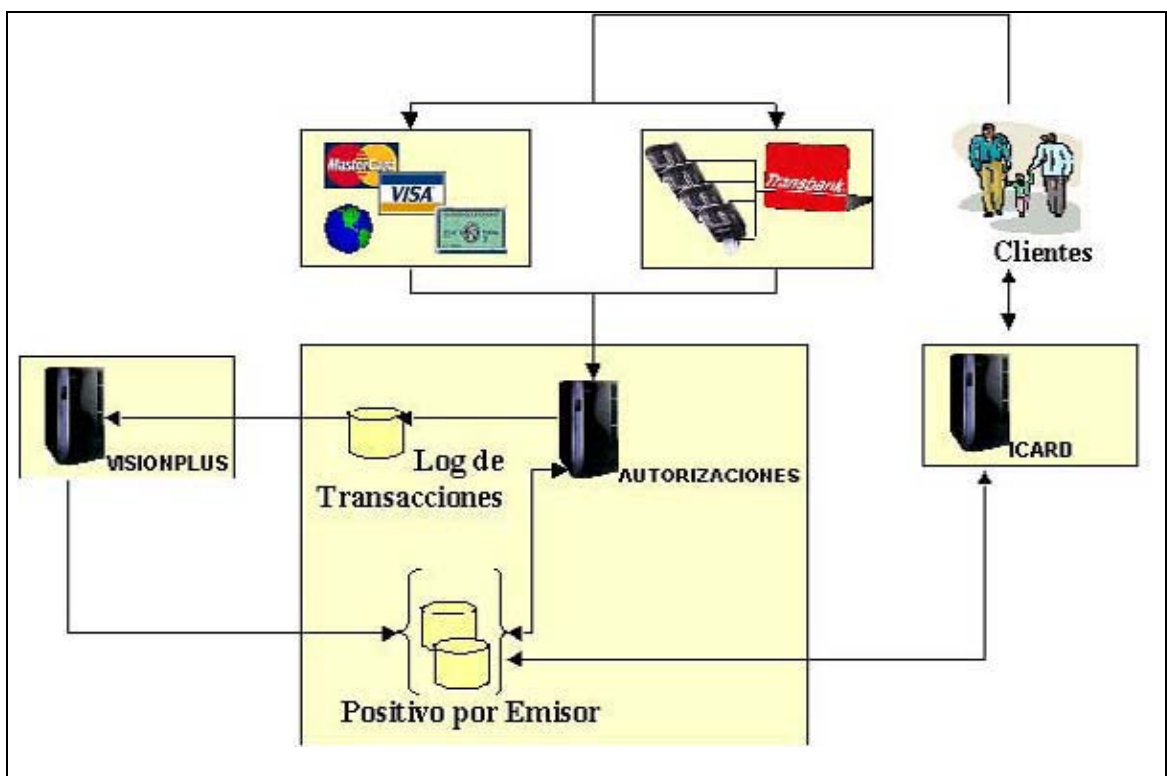 MasterCard
VISA
Transbank
Clientes
VISIONPLUS
Log de
Transacciones
AUTORIZACIONES
ICARD
Positivo por Emisor